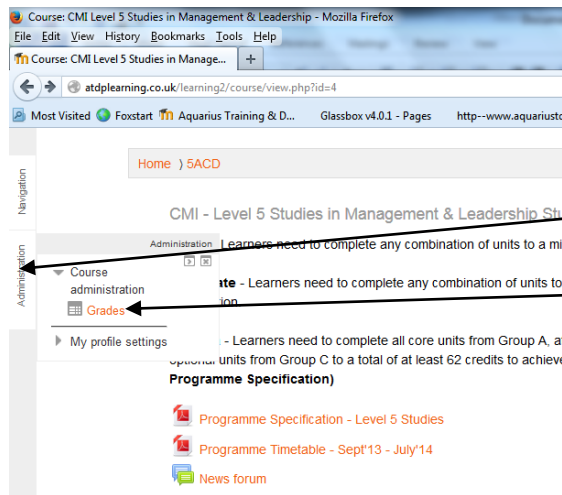 Course: CMI Level 5 Studies in Management & Leadership - Mozilla Firefox
File Edit View History Bookmarks Tools Help
Course: CMI Level 5 Studies in Manage... +
atdplearning.co.uk/learning2/course/view.php?id=4
Most Visited Foxstart Aquarius Training & D... Glassbox v4.0.1 - Pages http--www.aquariusto
Navigation
Administration
Home ) 5ACD
CMI - Level 5 Studies in Management & Leadership Stu
Administration
Learners need to complete any combination of units to a mi
Course
administration
Grades
My profile settings
ate - Learners need to complete any combination of units to
tion
- Learners need to complete all core units from Group A, a
optional units from Group C to a total of at least 62 credits to achieve
Programme Specification)
Programme Specification - Level 5 Studies
Programme Timetable - Sept'13 - July'14
News forum